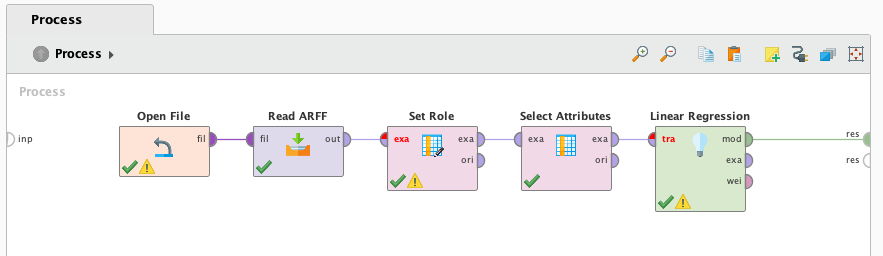 Process
Process
Process
Open File
Read ARFF
Set Role
Select Attributes
Linear Regression
inp
fil
fil
out
exa
exa
ori
exa
exa
ori
tra
mod
exa
wei
res
res